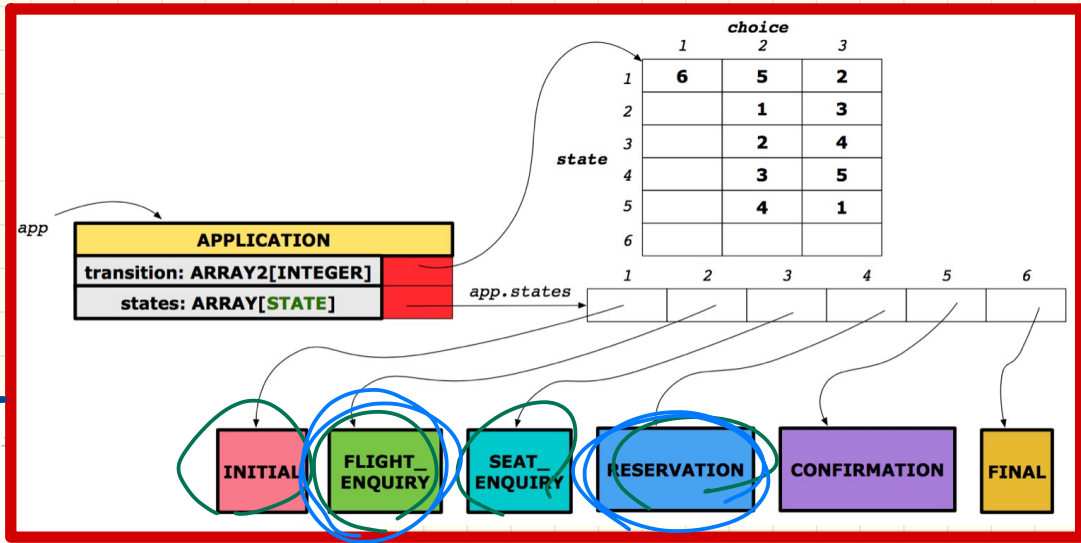 choice
1 2 3
1 6 5 2
2 1 3
3 2 4
state
4 3 5
5 4 1
6
app
APPLICATION
transition: ARRAY2[INTEGER]
states: ARRAY[STATE]
app.states
1 2 3 4 5 6
INITIAL
FLIGHT_
ENQUIRY
SEAT_
ENQUIRY
RESERVATION
CONFIRMATION
FINAL